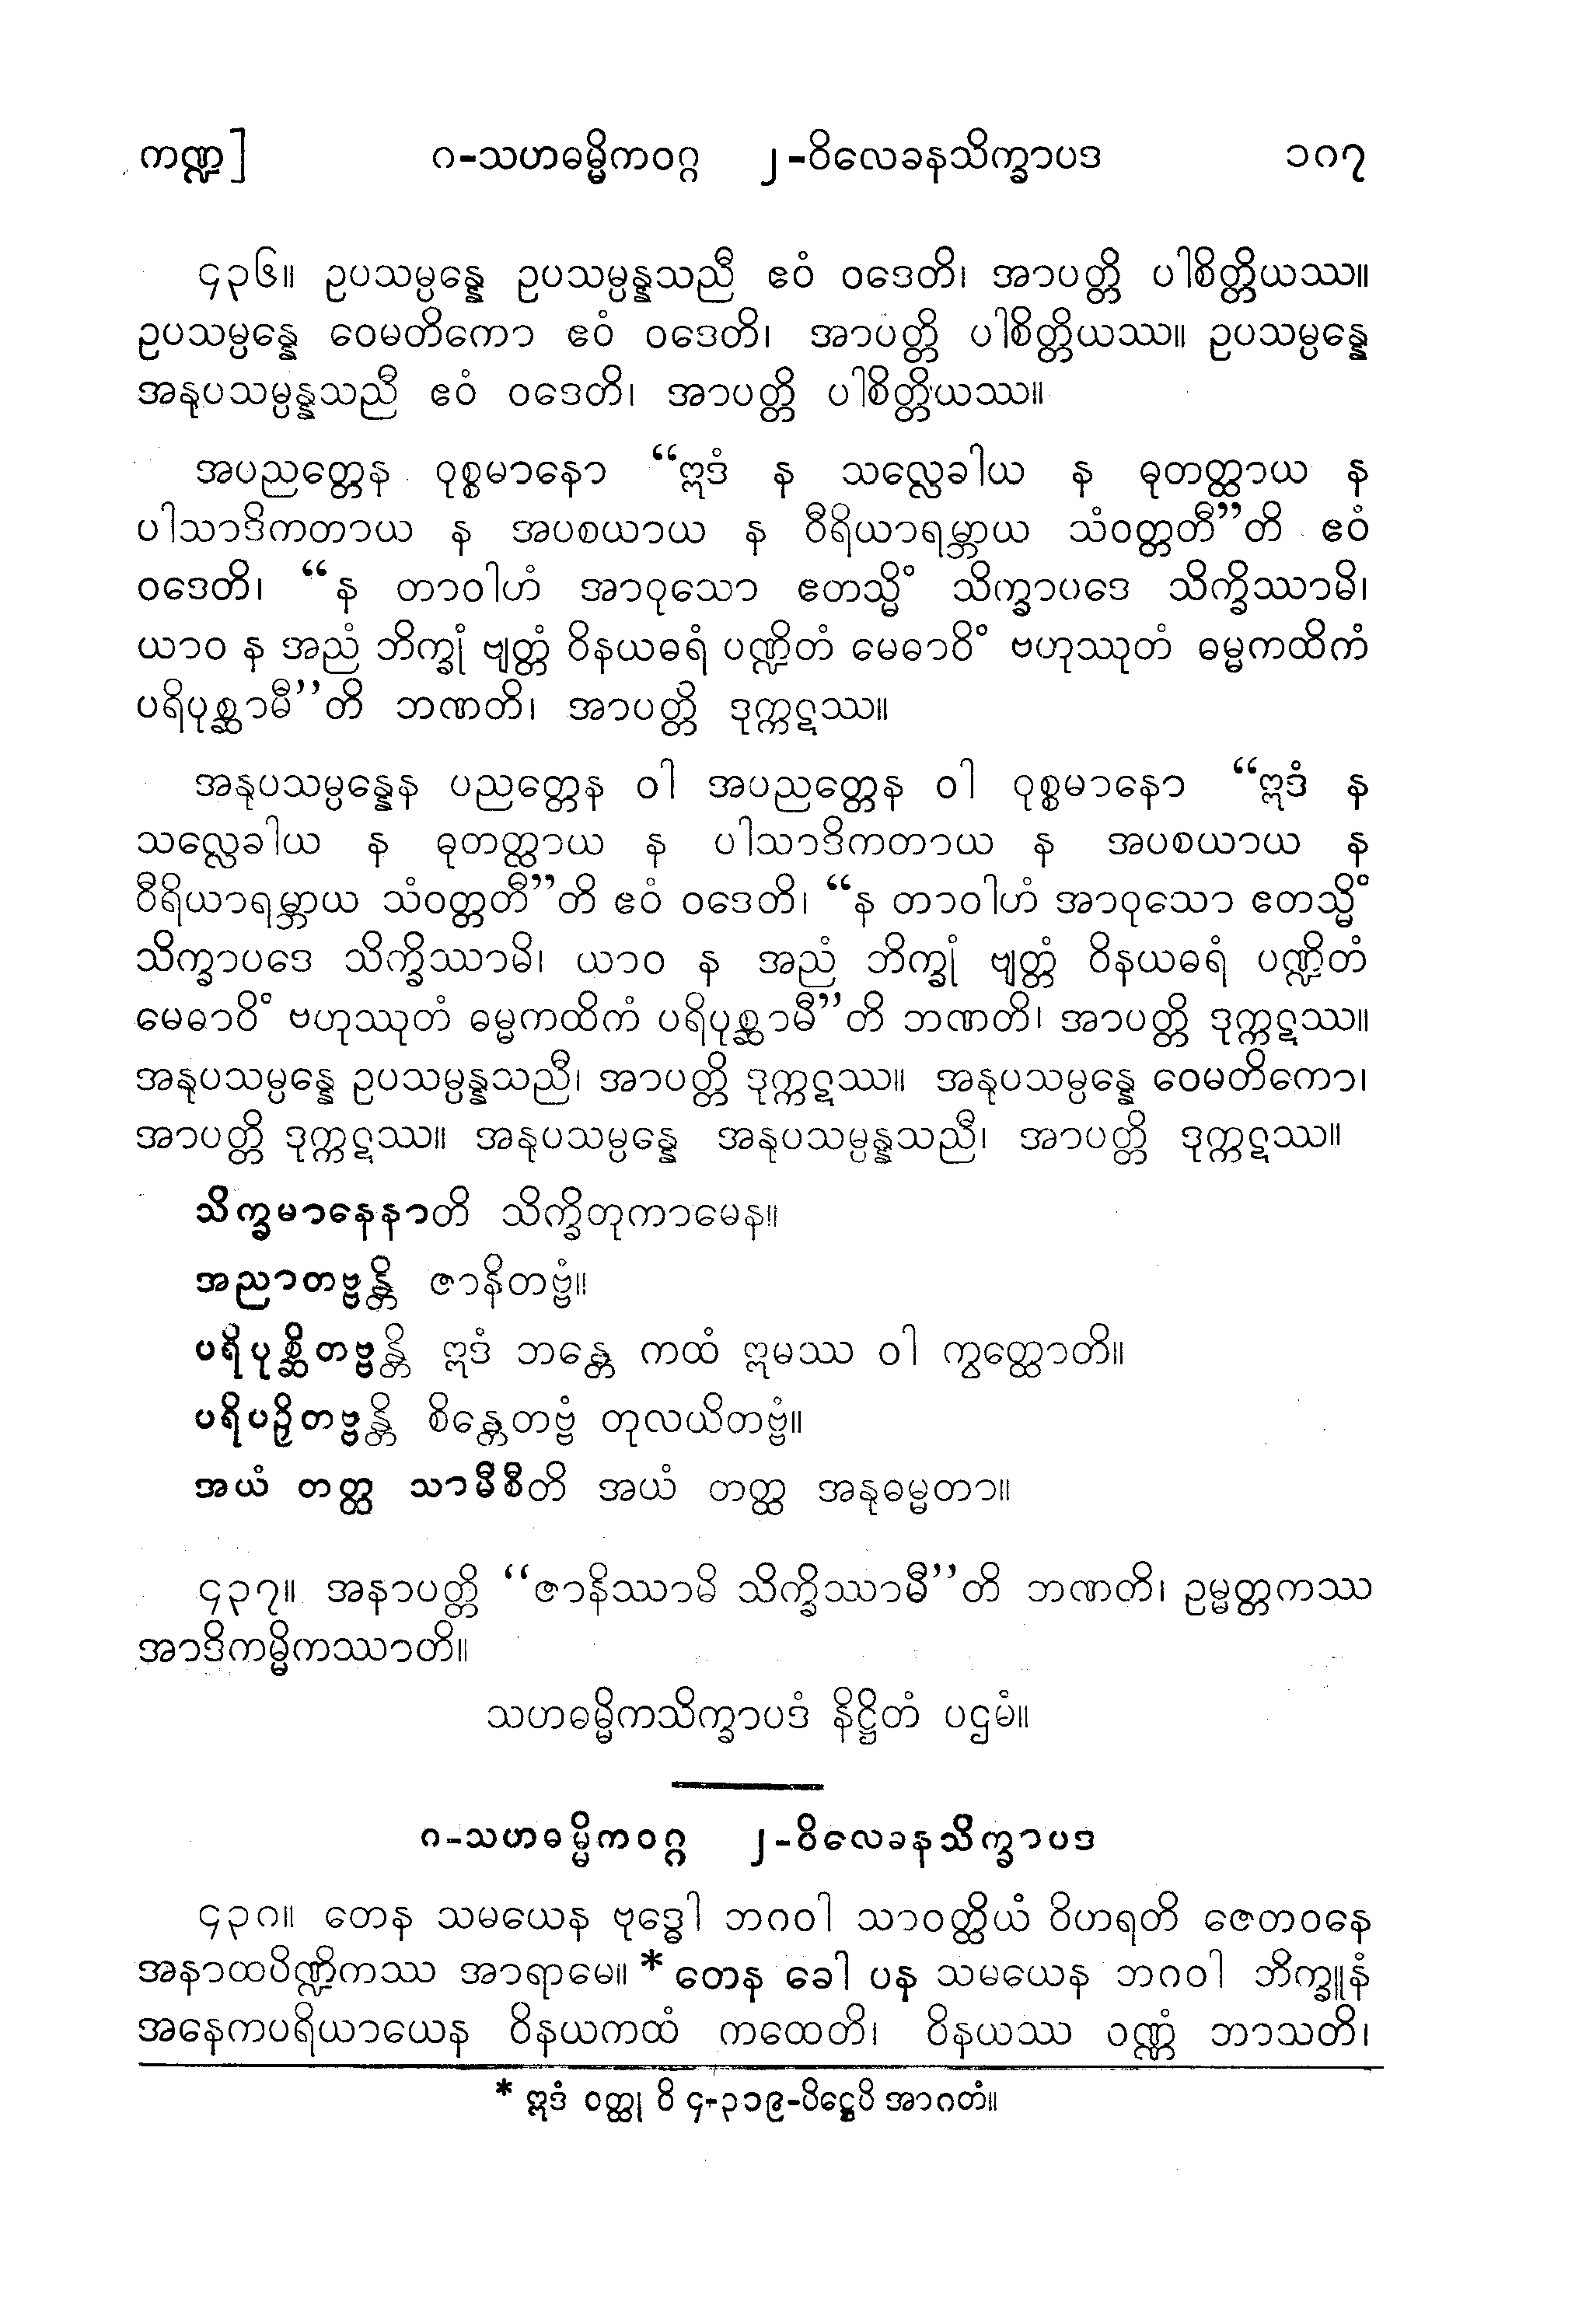 ကဏ္ဍ] ၈-သဟဓမ္မိကဝဂ္ဂ ၂-ဝိလေခနသိက္ခာပဒ ၁၈၇
၄၃၆။ ဥပသမ္ပန္နေ ဥပသမ္ပန္နသညီ ဧဝံ ဝဒေတိ၊ အာပတ္တိ ပါစိတ္တိယဿ။
ဥပသမ္ပန္နေ ဝေမတိကော ဧဝံ ဝဒေတိ၊ အာပတ္တိ ပါစိတ္တိယဿ။ ဥပသမ္ပန္နေ
အနုပသမ္ပန္နသညီ ဧဝံ ဝဒေတိ၊ အာပတ္တိ ပါစိတ္တိယဿ။
အပညတ္တေန ဝုစ္စမာနော “ဣဒံ န သလ္လေခါယ န ဓုတတ္ထာယ န
ပါသာဒိကတာယ န အပစယာယ န ဝီရိယာရမ္ဘာယ သံဝတ္တတီ”တိ ဧဝံ
ဝဒေတိ၊ “န တာဝါဟံ အာဝုသော ဧတသ္မိံ သိက္ခာပဒေ သိက္ခိဿာမိ၊
ယာဝ န အညံ ဘိက္ခုံ ဗျတ္တံ ဝိနယဓရံ ပဏ္ဍိတံ မေဓာဝိံ ဗဟုဿုတံ ဓမ္မကထိကံ
ပရိပုစ္ဆာမီ”တိ ဘဏတိ၊ အာပတ္တိ ဒုက္ကဋဿ။
အနုပသမ္ပန္နေန ပညတ္တေန ဝါ အပညတ္တေန ဝါ ဝုစ္စမာနော “ဣဒံ န
သလ္လေခါယ န ဓုတတ္ထာယ န ပါသာဒိကတာယ န အပစယာယ န
ဝီရိယာရမ္ဘာယ သံဝတ္တတီ”တိ ဧဝံ ဝဒေတိ၊ “န တာဝါဟံ အာဝုသော ဧတသ္မိံ
သိက္ခာပဒေ သိက္ခိဿာမိ၊ ယာဝ န အညံ ဘိက္ခုံ ဗျတ္တံ ဝိနယဓရံ ပဏ္ဍိတံ
မေဓာဝိံ ဗဟုဿုတံ ဓမ္မကထိကံ ပရိပုစ္ဆာမီ”တိ ဘဏတိ၊ အာပတ္တိ ဒုက္ကဋဿ။
အနုပသမ္ပန္နေ ဥပသမ္ပန္နသညီ၊ အာပတ္တိ ဒုက္ကဋဿ။ အနုပသမ္ပန္နေ ဝေမတိကော၊
အာပတ္တိ ဒုက္ကဋဿ။ အနုပသမ္ပန္နေ အနုပသမ္ပန္နသညီ၊ အာပတ္တိ ဒုက္ကဋဿ။
သိက္ခမာနေနာတိ သိက္ခိတုကာမေန။
အညာတဗ္ဗန္တိ ဇာနိတဗ္ဗံ။
ပရိပုစ္ဆိတဗ္ဗန္တိ ဣဒံ ဘန္တေ ကထံ ဣမဿ ဝါ ကွတ္ထောတိ။
ပရိပဉှိတဗ္ဗန္တိ စိန္တေတဗ္ဗံ တုလယိတဗ္ဗံ။
အယံ တတ္ထ သာမီစီတိ အယံ တတ္ထ အနုဓမ္မတာ။
၄၃၇။ အနာပတ္တိ “ဇာနိဿာမိ သိက္ခိဿာမီ”တိ ဘဏတိ၊ ဥမ္မတ္တကဿ
အာဒိကမ္မိကဿာတိ။
သဟဓမ္မိကသိက္ခာပဒံ နိဋ္ဌိတံ ပဌမံ။
၈-သဟဓမ္မိကဝဂ္ဂ ၂-ဝိလေခနသိက္ခာပဒ
၄၃၈။ တေန သမယေန ဗုဒ္ဓေါ ဘဂဝါ သာဝတ္ထိယံ ဝိဟရတိ ဇေတဝနေ
အနာထပိဏ္ဍိကဿ အာရာမေ။ * တေန ခေါ ပန သမယေန ဘဂဝါ ဘိက္ခူနံ
အနေကပရိယာယေန ဝိနယကထံ ကထေတိ၊ ဝိနယဿ ဝဏ္ဏံ ဘာသတိ၊
* ဣဒံ ဝတ္ထု ဝိ ၄-၃၁၉-ပိဋ္ဌေပိ အာဂတံ။